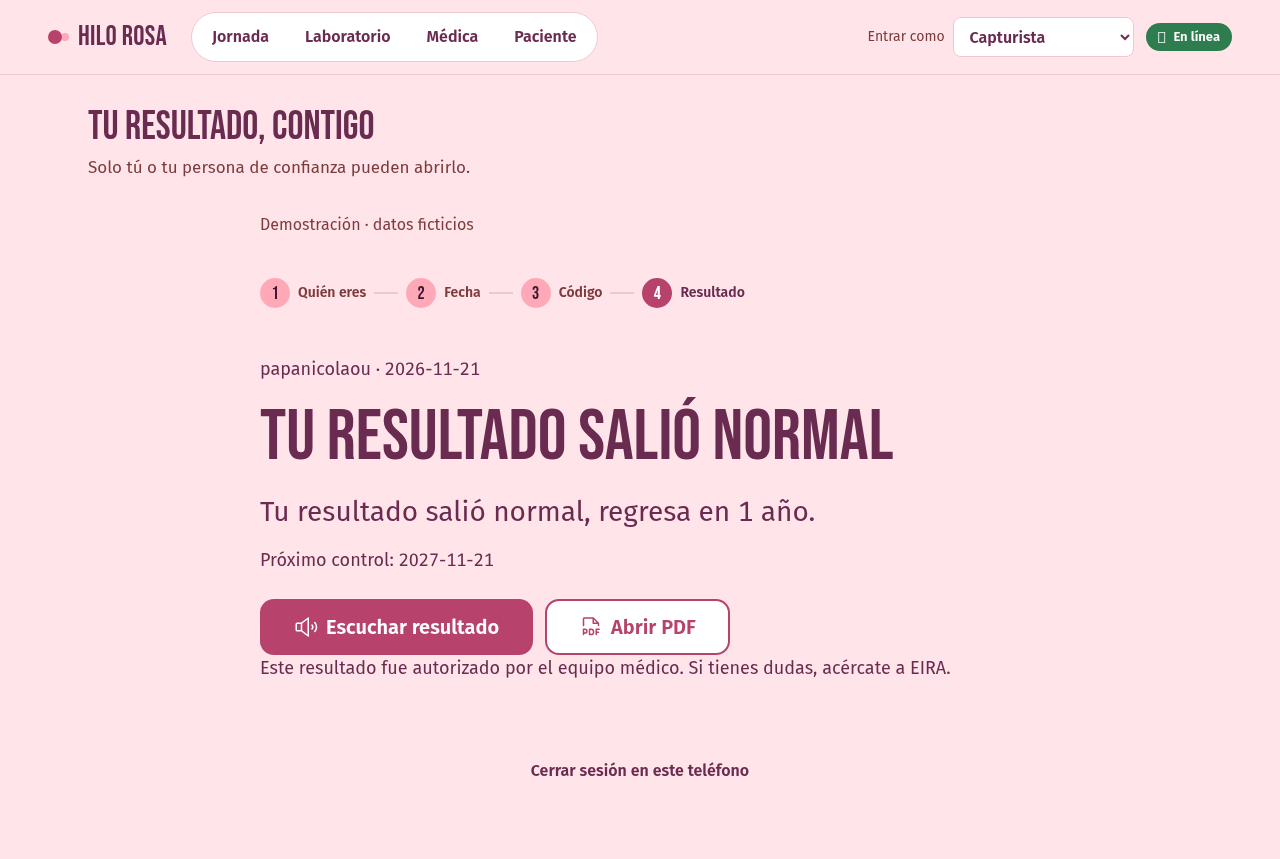 HILO ROSA
Jornada
Laboratorio
Médica
Paciente
Entrar como
Capturista
En línea
TU RESULTADO, CONTIGO
Solo tú o tu persona de confianza pueden abrirlo.
Demostración · datos ficticios
1 Quién eres
2 Fecha
3 Código
4 Resultado
papanicolaou · 2026-11-21
TU RESULTADO SALIÓ NORMAL
Tu resultado salió normal, regresa en 1 año.
Próximo control: 2027-11-21
Escuchar resultado
PDF Abrir PDF
Este resultado fue autorizado por el equipo médico. Si tienes dudas, acércate a EIRA.
Cerrar sesión en este teléfono